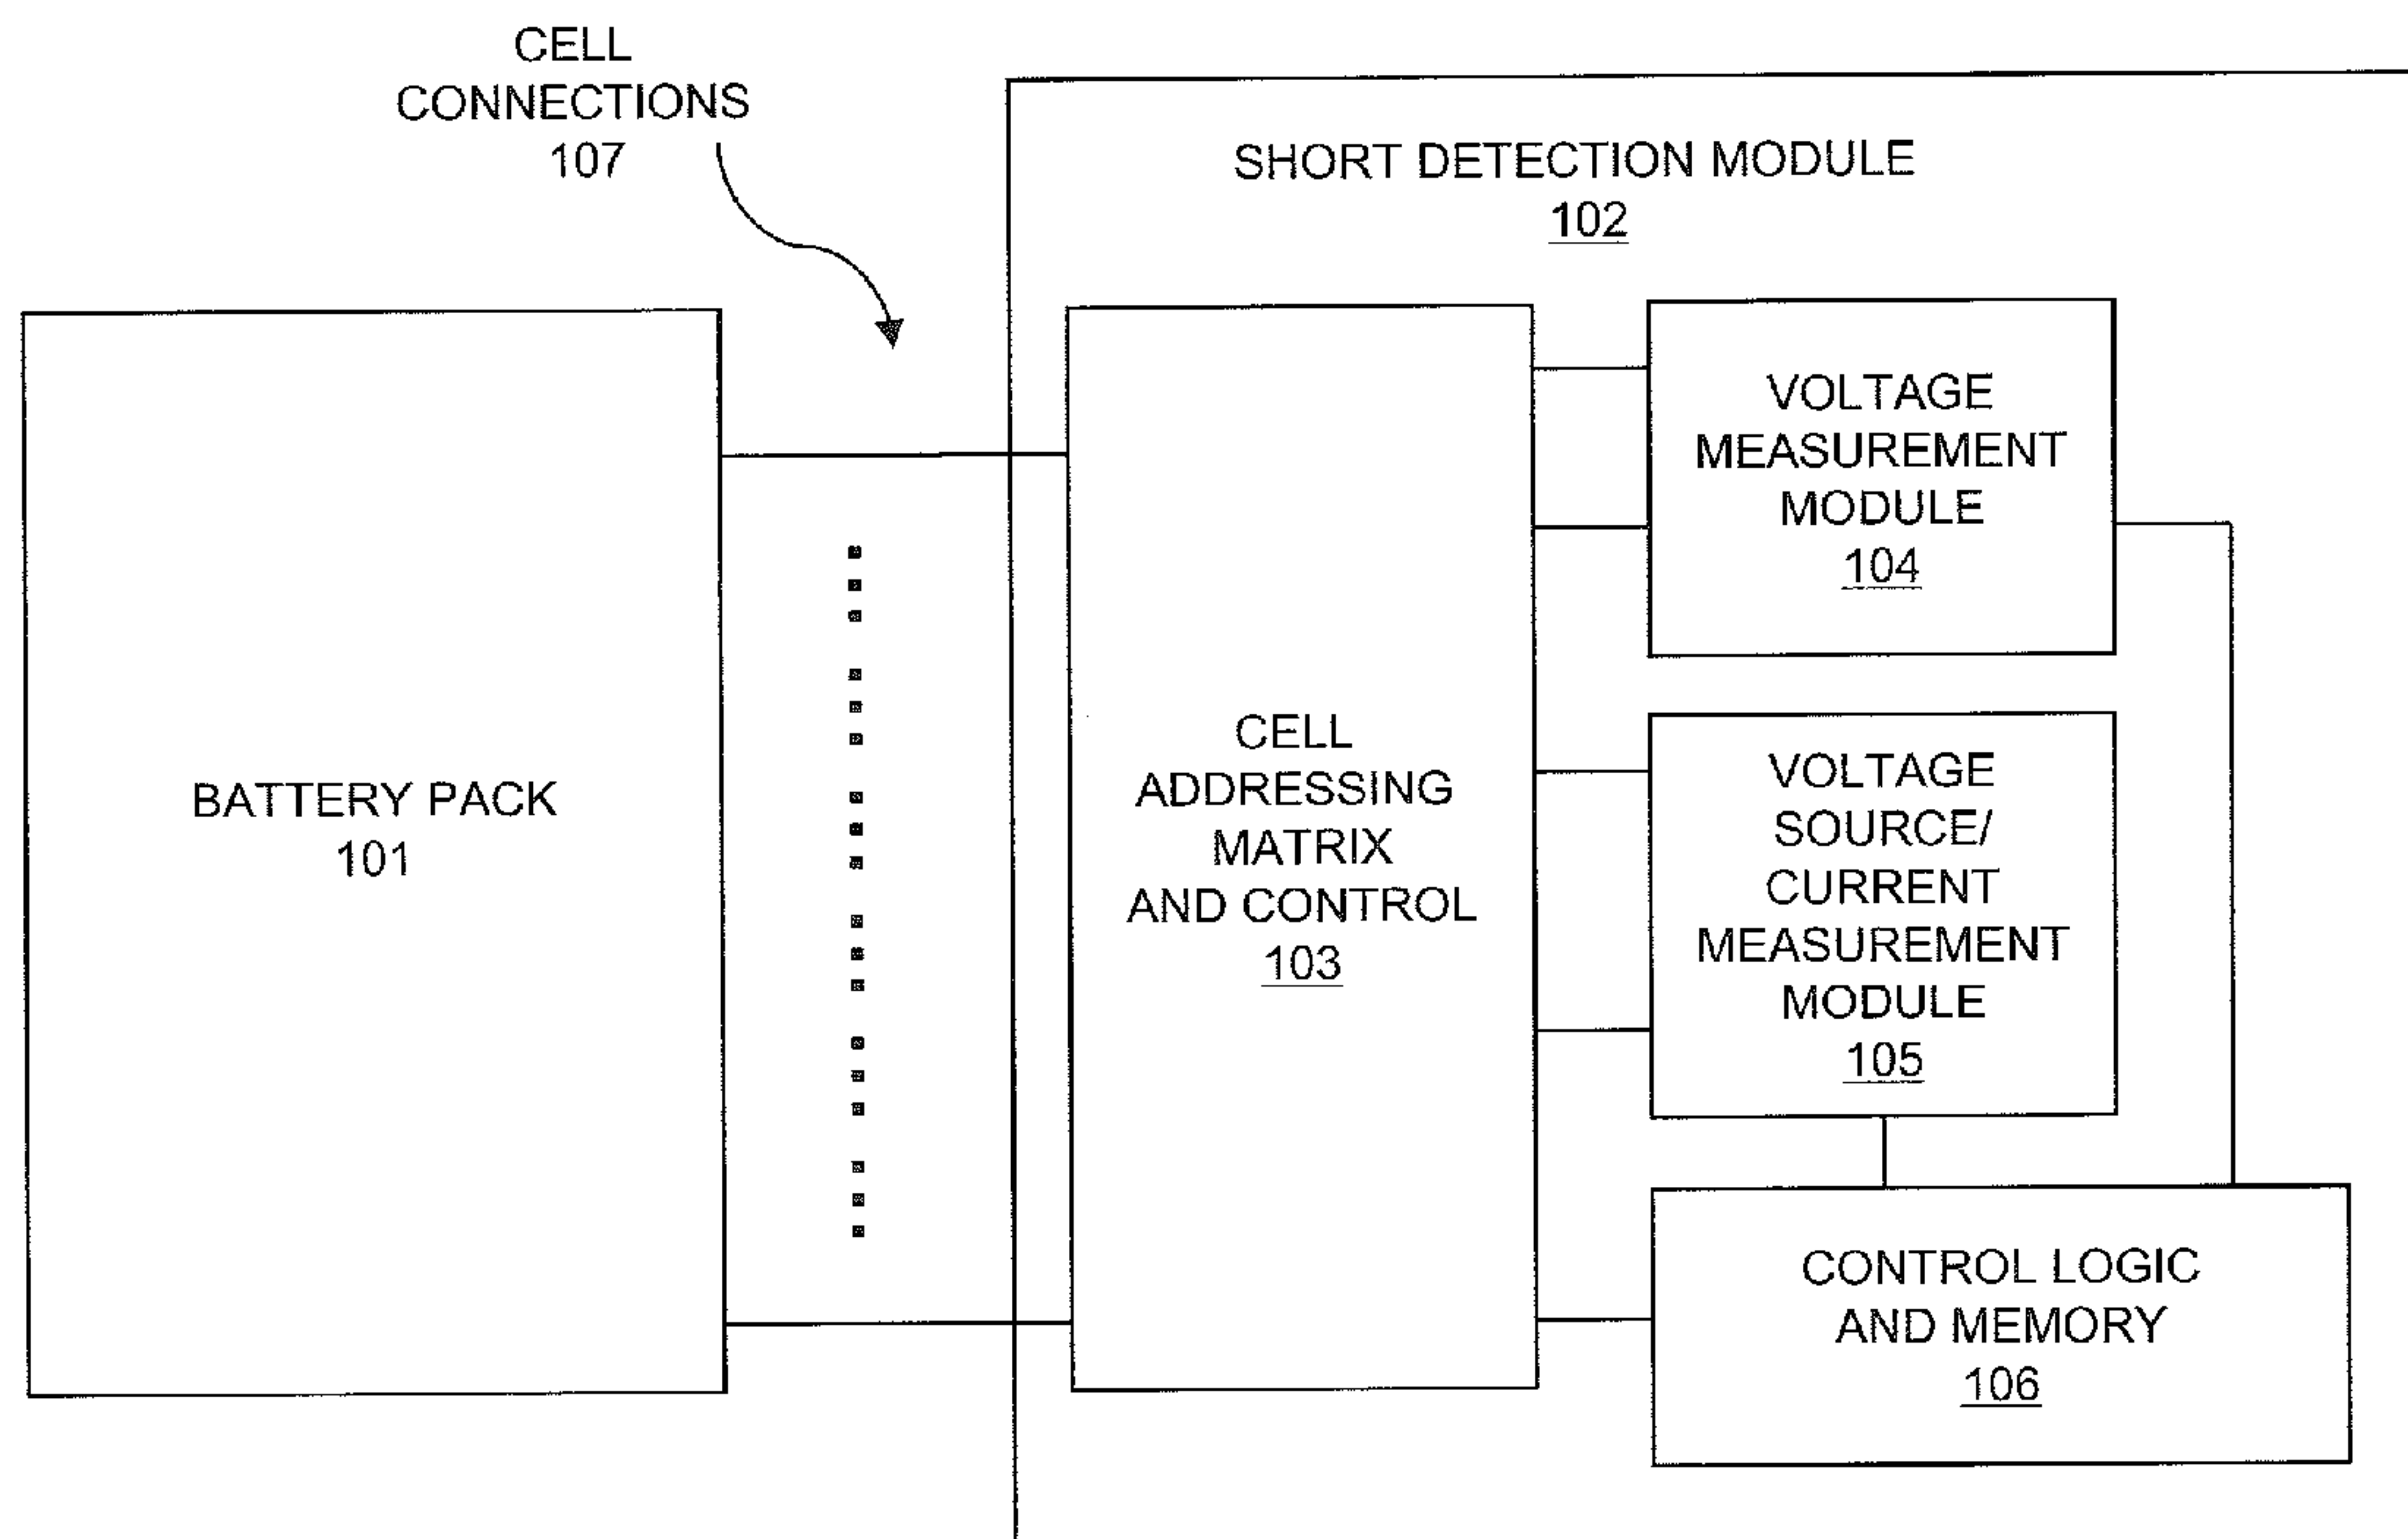 CELL
CONNECTIONS
107
SHORT DETECTION MODULE
102
BATTERY PACK
101
CELL
ADDRESSING
MATRIX
AND CONTROL
103
VOLTAGE
MEASUREMENT
MODULE
104
VOLTAGE
SOURCE/
CURRENT
MEASUREMENT
MODULE
105
CONTROL LOGIC
AND MEMORY
106